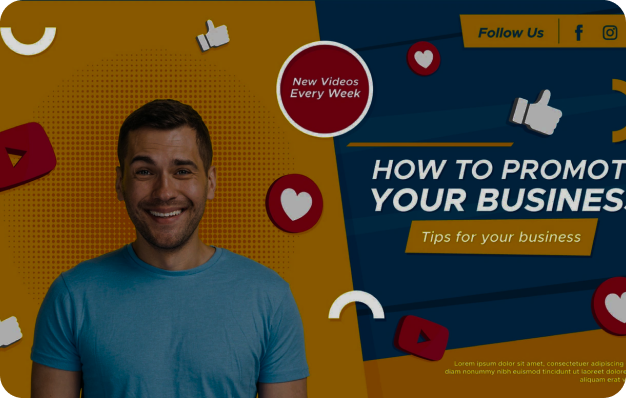 Follow Us
New Videos
Every Week
HOW TO PROMOT
YOUR BUSINES
Tips for your business
Lorem ipsum dolor sit amet, consectetuer adipiscing
diam nonummy nibh euismod tincidunt ut laoreet dolore
aliquam erat